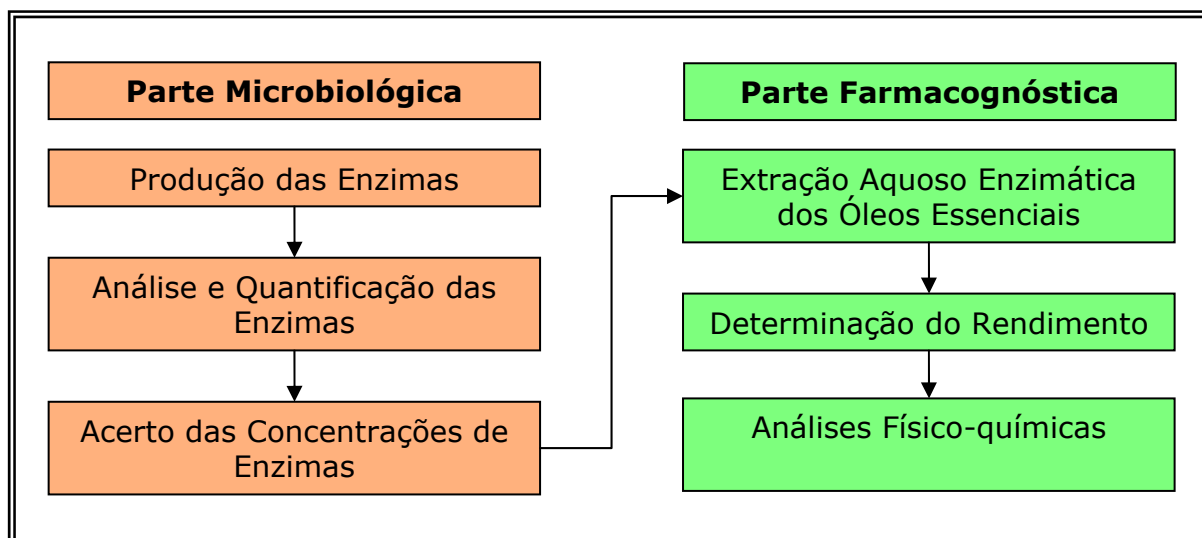 Parte Microbiológica
Produção das Enzimas
Análise e Quantificação das
Enzimas
Acerto das Concentrações de
Enzimas
Parte Farmacognóstica
Extração Aquoso Enzimática
dos Óleos Essenciais
Determinação do Rendimento
Análises Físico-químicas